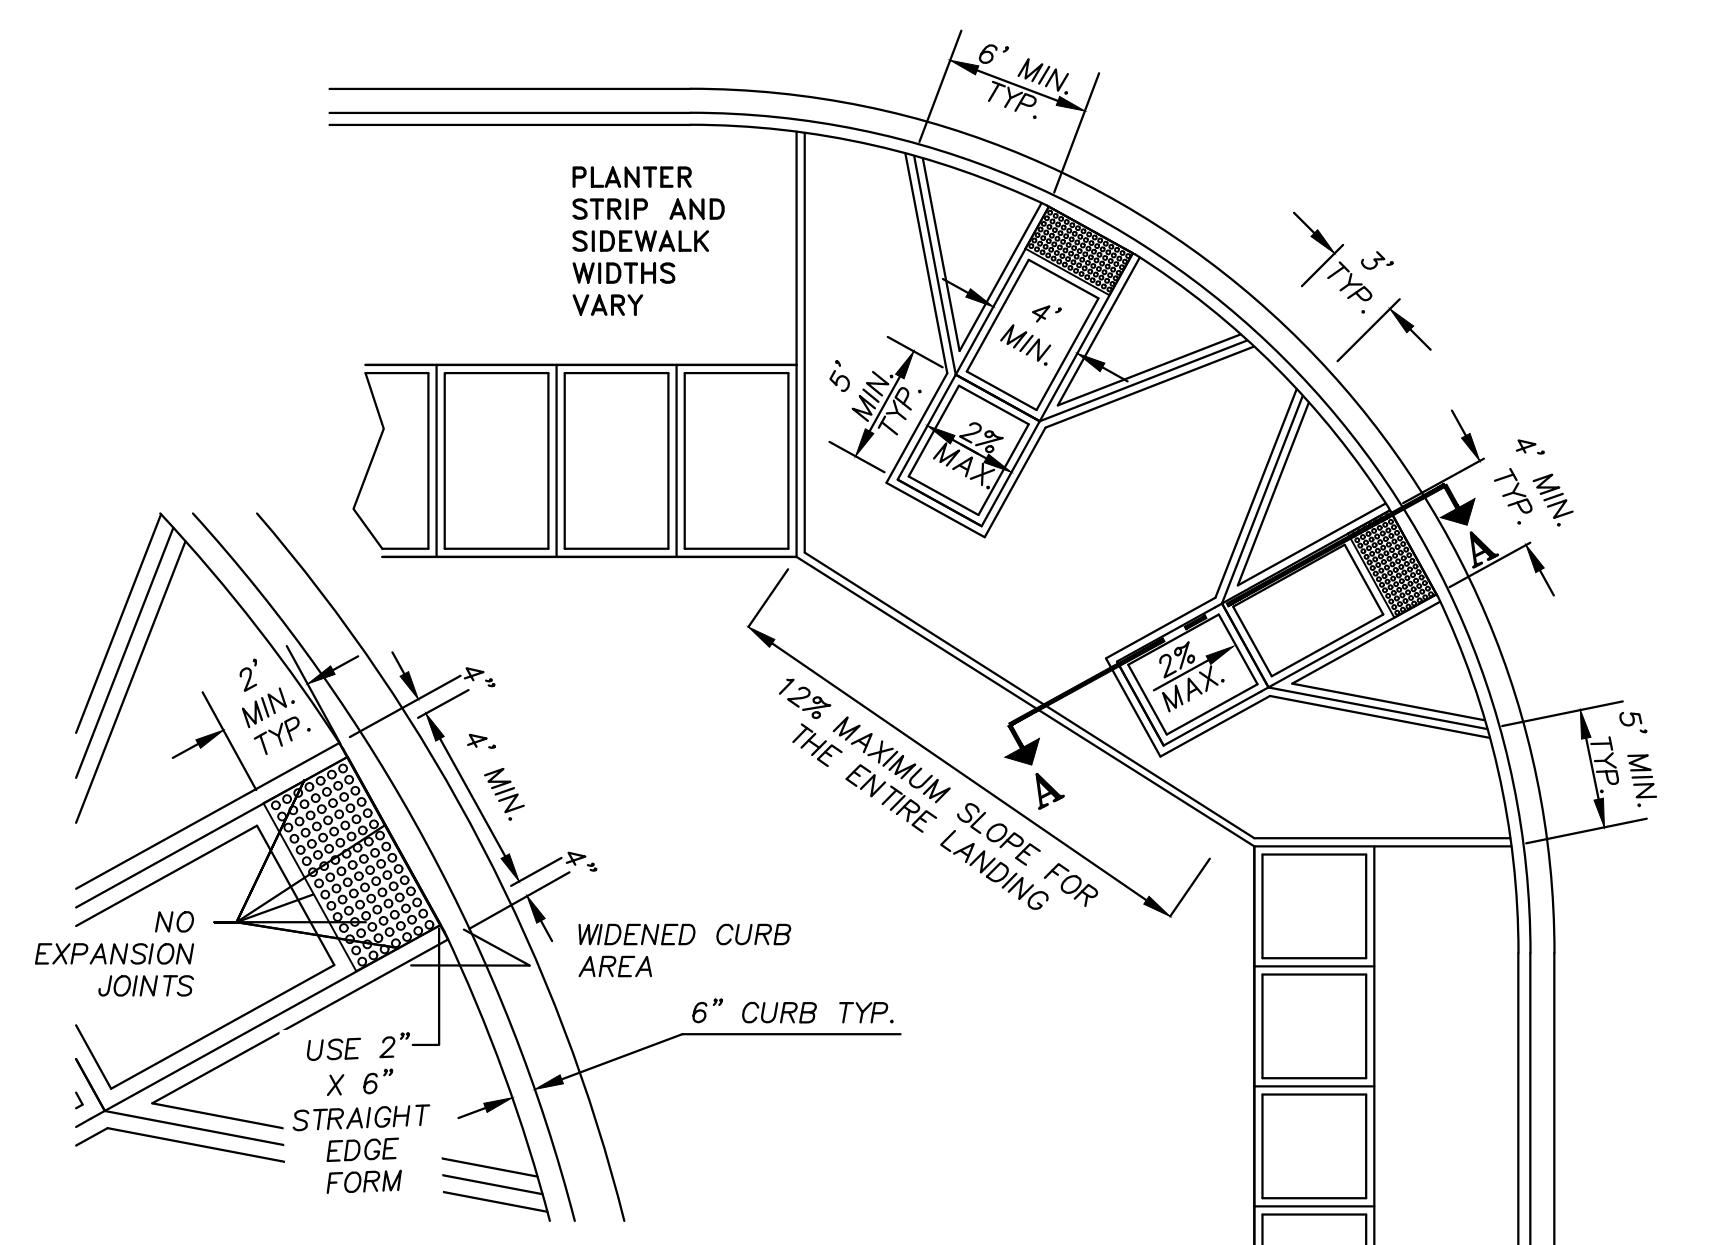 6' MIN.
TYP.
PLANTER
STRIP AND
SIDEWALK
WIDTHS
VARY
3'
TYP.
4'
MIN.
5'
MIN.
TYP.
2%
MAX.
4' MIN.
TYP.
A
2%
MAX.
12% MAXIMUM SLOPE FOR
THE ENTIRE LANDING
A
5' MIN.
TYP.
2'
MIN.
TYP.
4"
4' MIN.
4"
NO
EXPANSION
JOINTS
WIDENED CURB
AREA
6" CURB TYP.
USE 2"
X 6"
STRAIGHT
EDGE
FORM